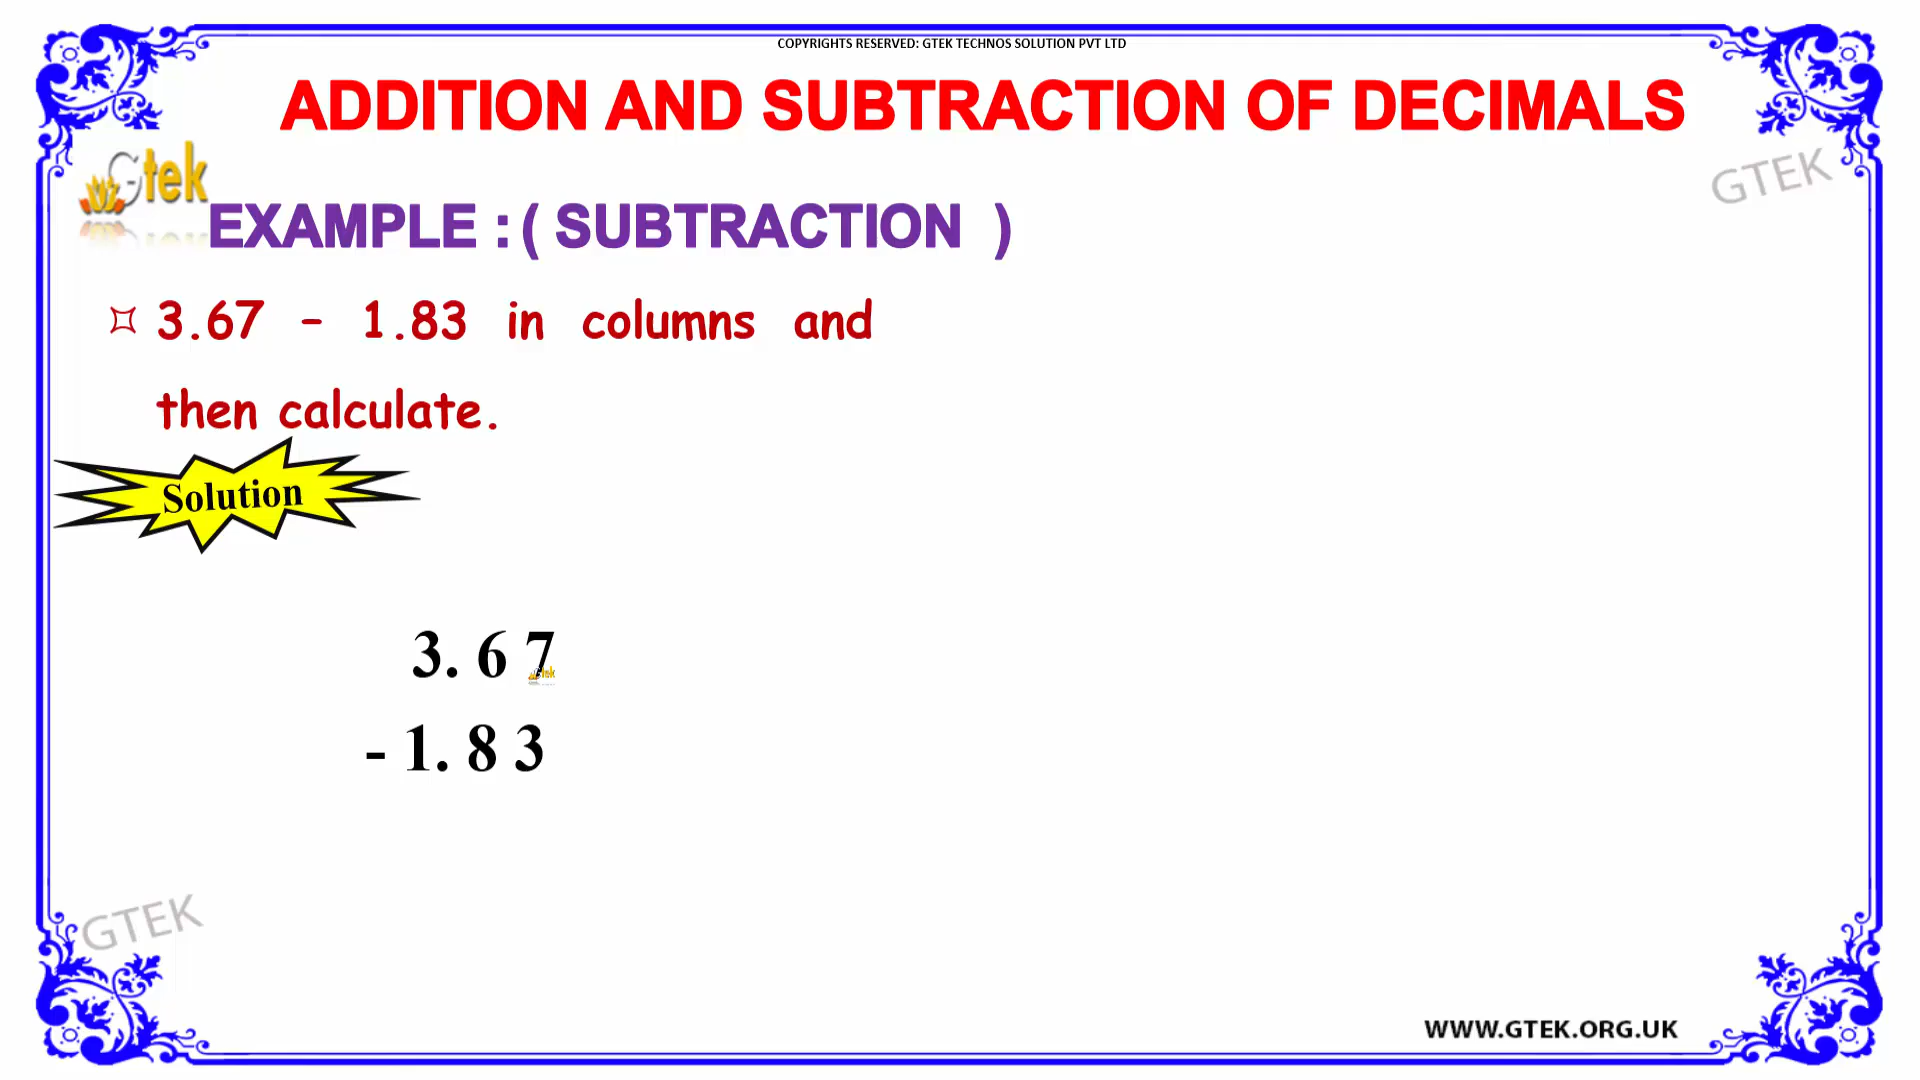 COPYRIGHTS RESERVED: GTEK TECHNOS SOLUTION PVT LTD
ADDITION AND SUBTRACTION OF DECIMALS
Gtek
GTEK
EXAMPLE : ( SUBTRACTION )
3.67 – 1.83 in columns and
then calculate.
Solution
3. 6 7
Gtek
- 1. 8 3
GTEK
WWW.GTEK.ORG.UK